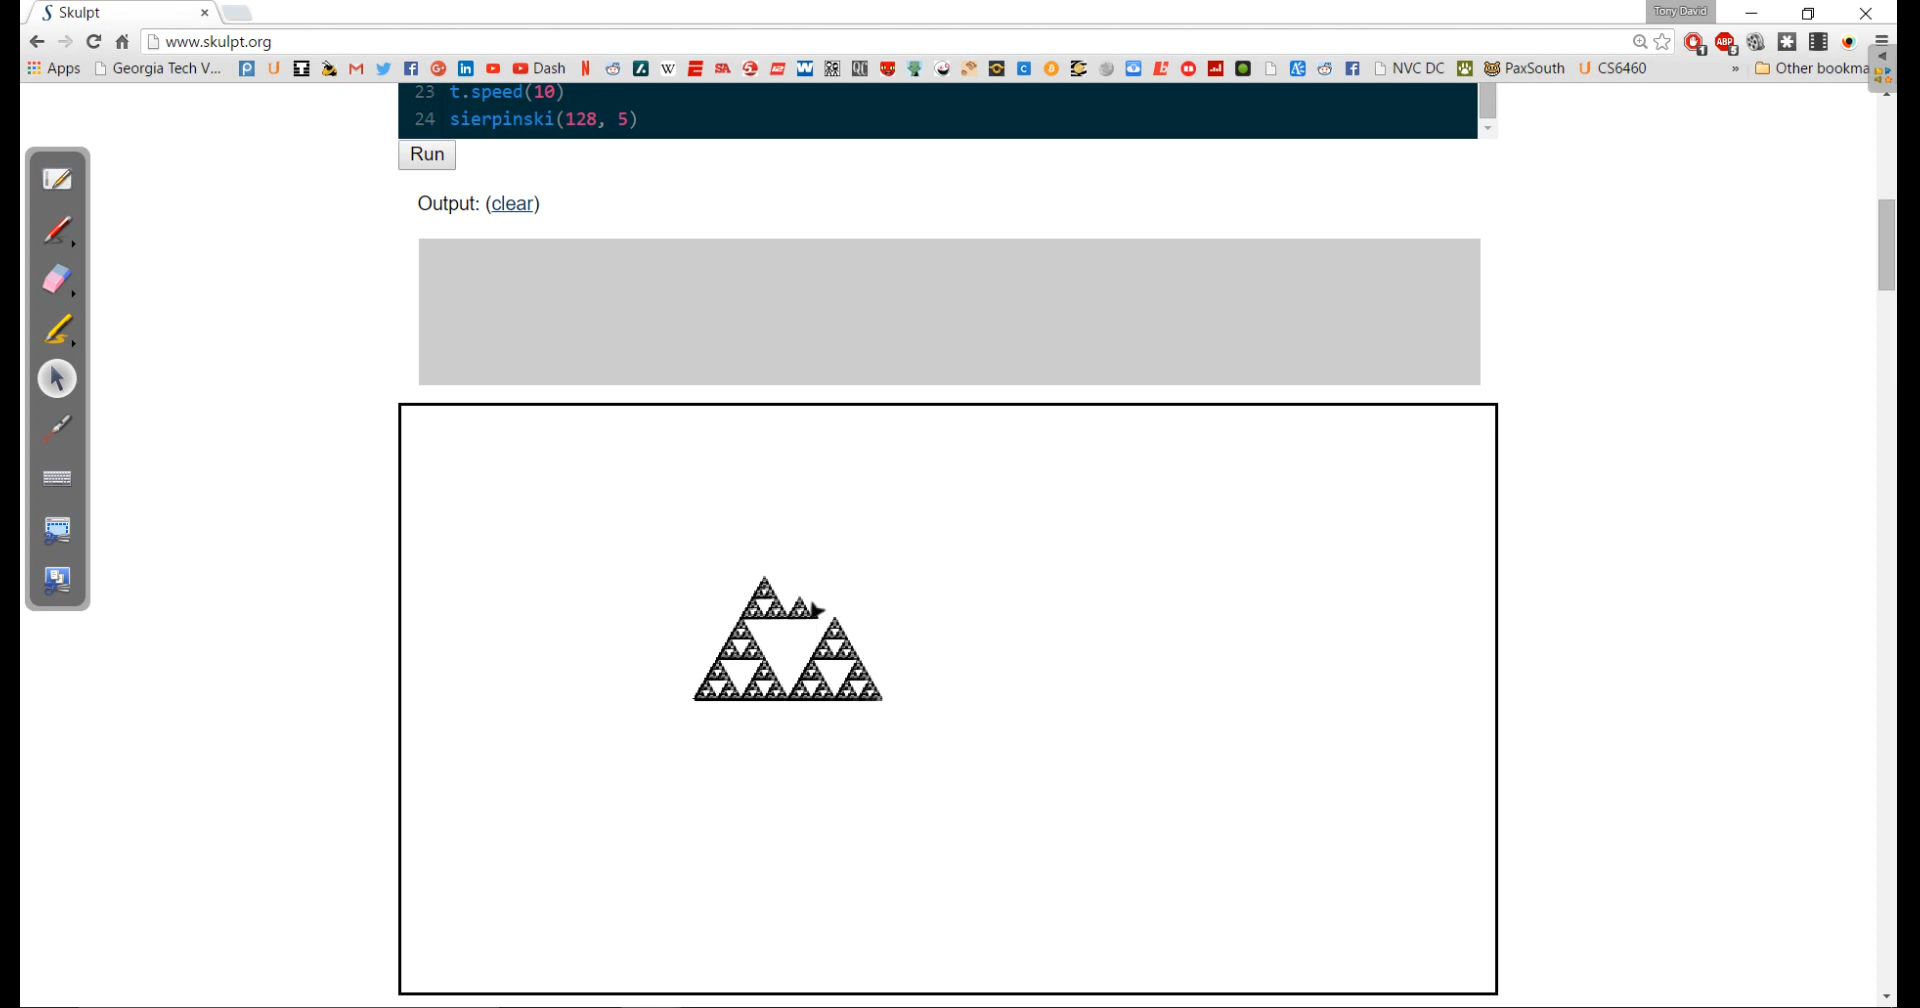 Skulpt
Tony David
www.skulpt.org
Apps Georgia Tech V... Dash NVC DC PaxSouth CS6460 » Other bookma
23 t.speed(10)
24 sierpinski(128, 5)
Run
Output: (clear)